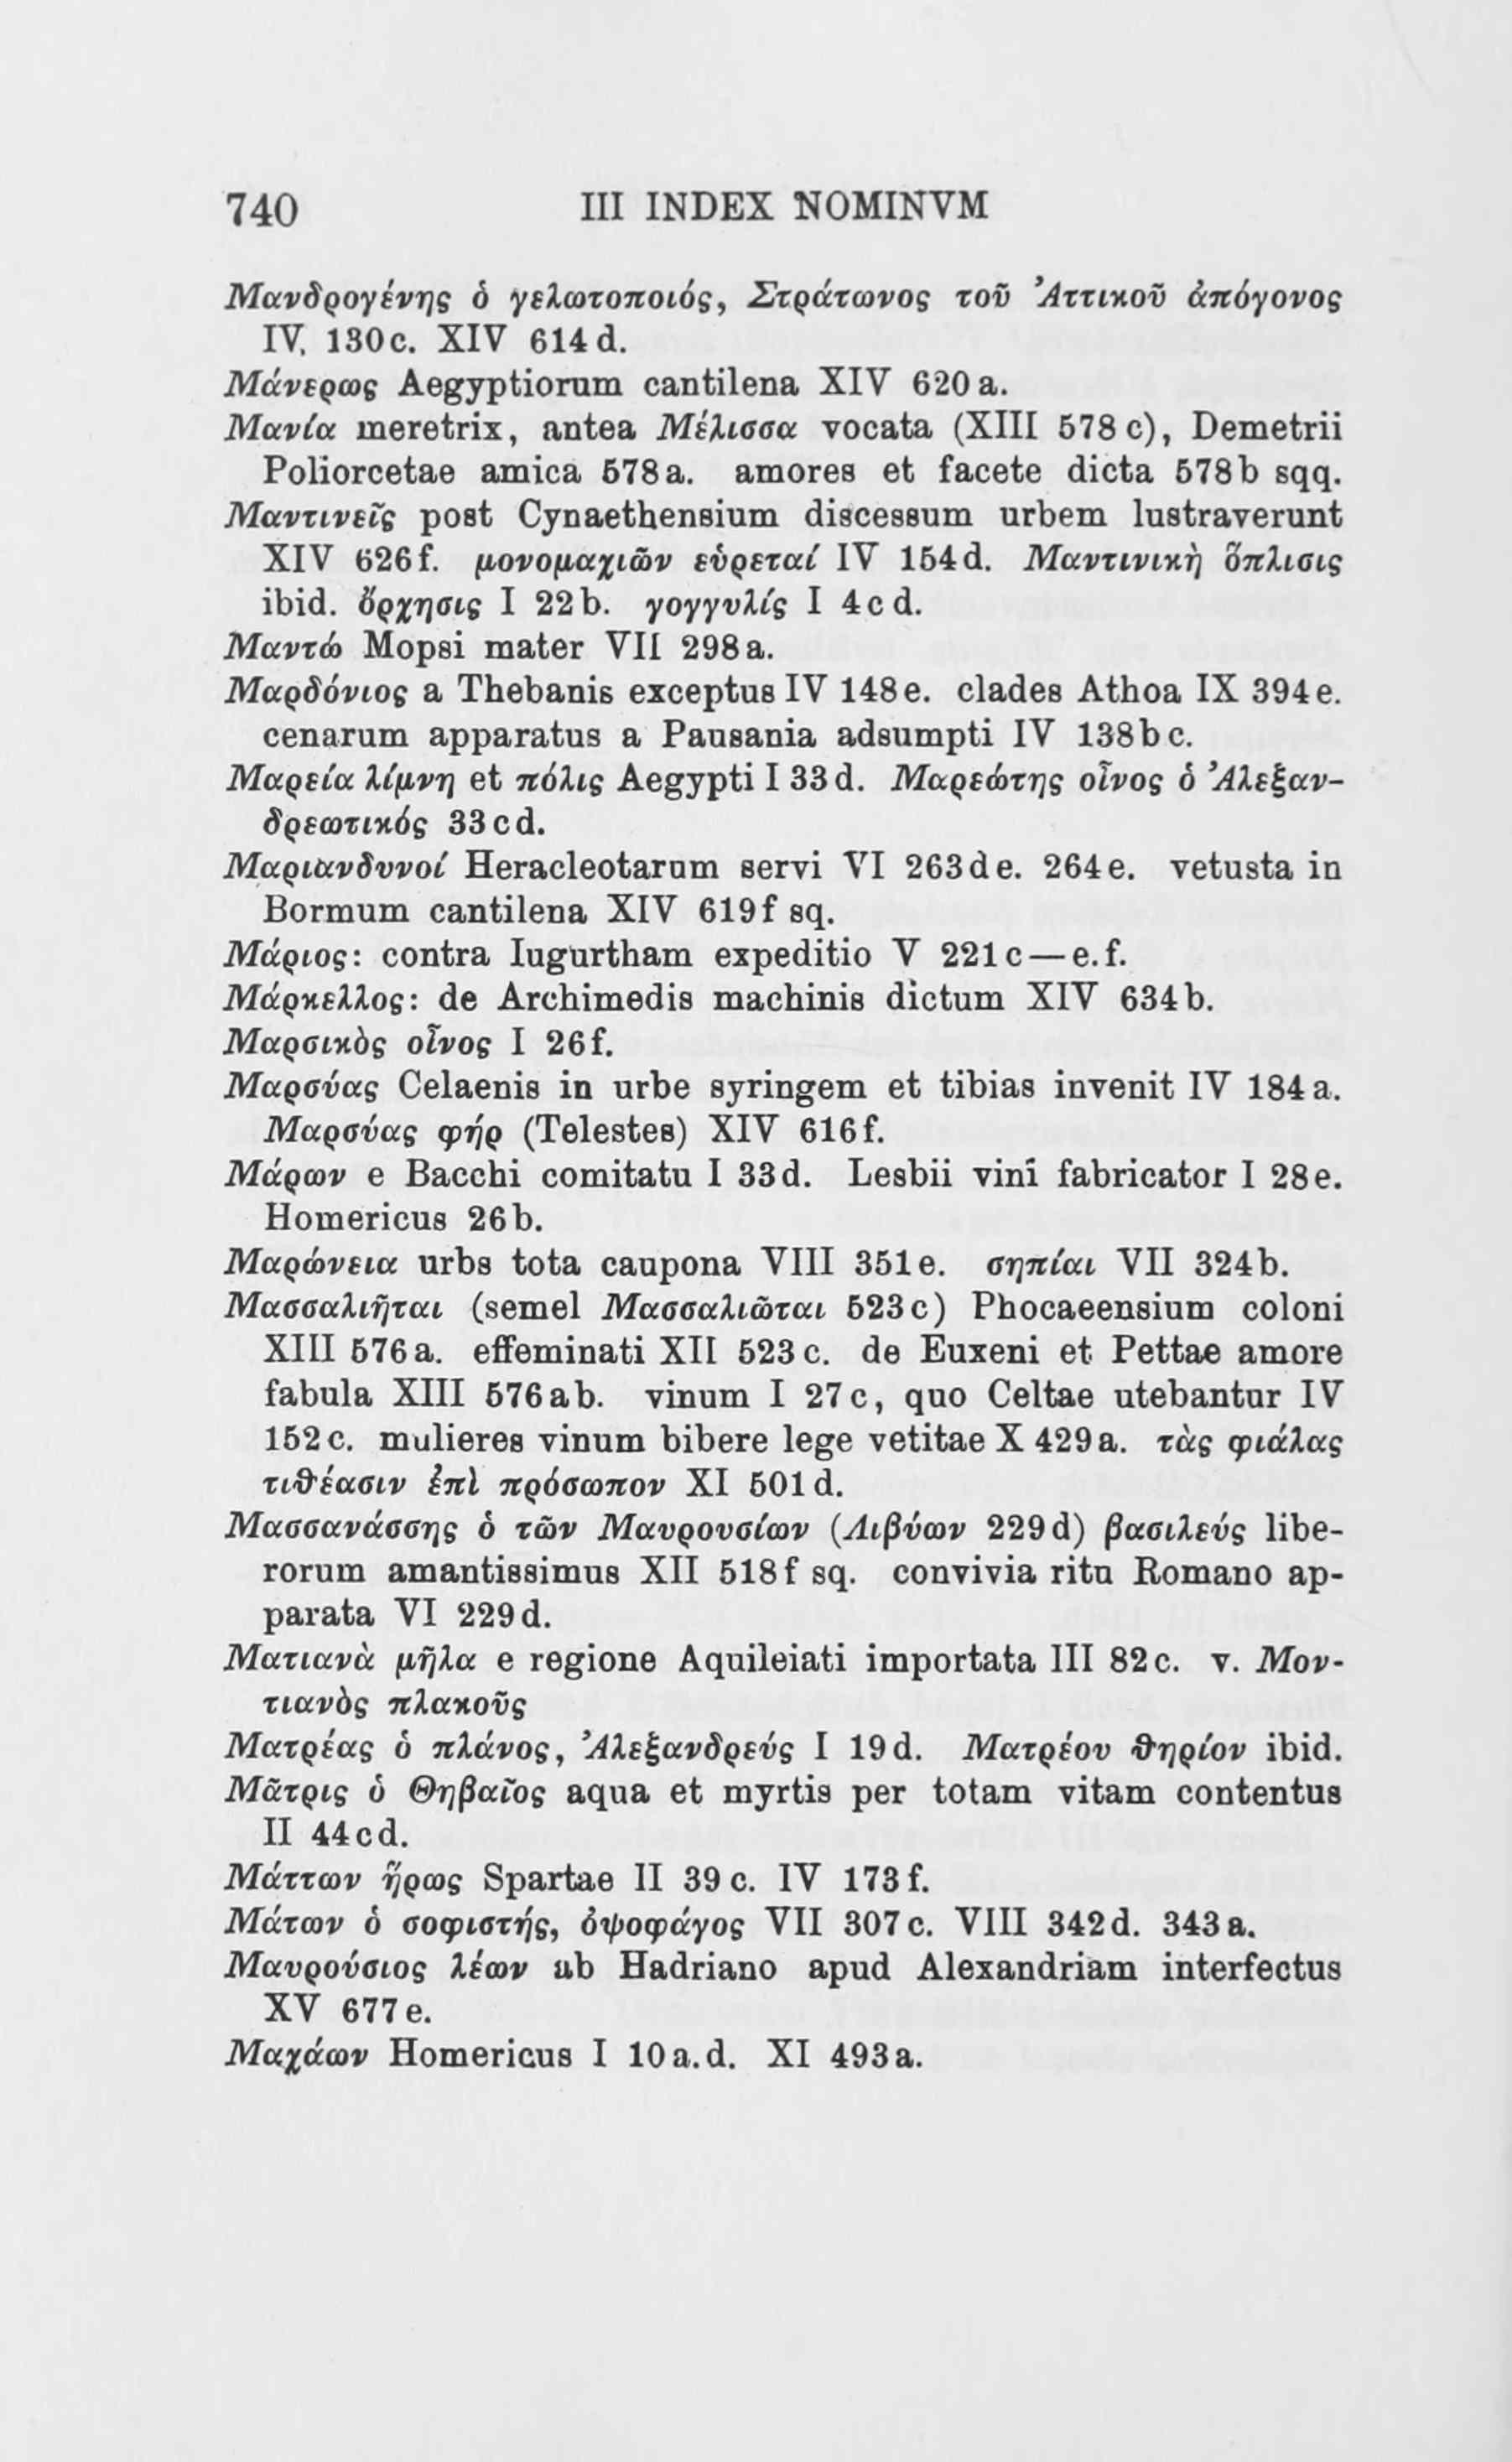 740 III INDEX NOMINVM
Μανδρογένης ὁ γελωτοποιός, Στράτωνος τοῦ Ἀττικοῦ ἀπόγονος
IV. 130c. XIV 614d.
Μάνερως Aegyptiorum cantilena XIV 620a.
Μανία meretrix, antea Μέλισσα vocata (XIII 578c), Demetrii
Poliorcetae amica 578a. amores et facete dicta 578b sqq.
Μαντινεῖς post Cynaethensium discessum urbem lustraverunt
XIV 626f. μονομαχιῶν εὑρεταί IV 154d. Μαντινικὴ ὅπλισις
ibid. ὄρχησις I 22b. γογγυλίς I 4cd.
Μαντώ Mopsi mater VII 298a.
Μαρδόνιος a Thebanis exceptus IV 148e. clades Athoa IX 394e.
cenarum apparatus a Pausania adsumpti IV 138bc.
Μαρεία λίμνη et πόλις Aegypti I 33d. Μαρεώτης οἶνος ὁ Ἀλεξαν-
δρεωτικός 33cd.
Μαριανδυνοί Heracleotarum servi VI 263de. 264e. vetusta in
Bormum cantilena XIV 619f sq.
Μάριος: contra Iugurtham expeditio V 221c—e.f.
Μάρκελλος: de Archimedis machinis dictum XIV 634b.
Μαρσικὸς οἶνος I 26f.
Μαρσύας Celaenis in urbe syringem et tibias invenit IV 184a.
Μαρσύας φήρ (Telestes) XIV 616f.
Μάρων e Bacchi comitatu I 33d. Lesbii vini fabricator I 28e.
Homericus 26b.
Μαρώνεια urbs tota caupona VIII 351e. σηπίαι VII 324b.
Μασσαλιῆται (semel Μασσαλιῶται 523c) Phocaeensium coloni
XIII 576a. effeminati XII 523c. de Euxeni et Pettae amore
fabula XIII 576ab. vinum I 27c, quo Celtae utebantur IV
152c. mulieres vinum bibere lege vetitae X 429a. τὰς φιάλας
τιθέασιν ἐπὶ πρόσωπον XI 501d.
Μασσανάσσης ὁ τῶν Μαυρουσίων (Λιβύων 229d) βασιλεύς libe-
rorum amantissimus XII 518f sq. convivia ritu Romano ap-
parata VI 229d.
Ματιανὰ μῆλα e regione Aquileiati importata III 82c. v. Μον-
τιανὸς πλακοῦς
Ματρέας ὁ πλάνος, Ἀλεξανδρεύς I 19d. Ματρέου θηρίον ibid.
Μᾶτρις ὁ Θηβαῖος aqua et myrtis per totam vitam contentus
II 44cd.
Μάττων ἥρως Spartae II 39c. IV 173f.
Μάτων ὁ σοφιστής, ὀψοφάγος VII 307c. VIII 342d. 343a.
Μαυρούσιος λέων ab Hadriano apud Alexandriam interfectus
XV 677e.
Μαχάων Homericus I 10a.d. XI 493a.